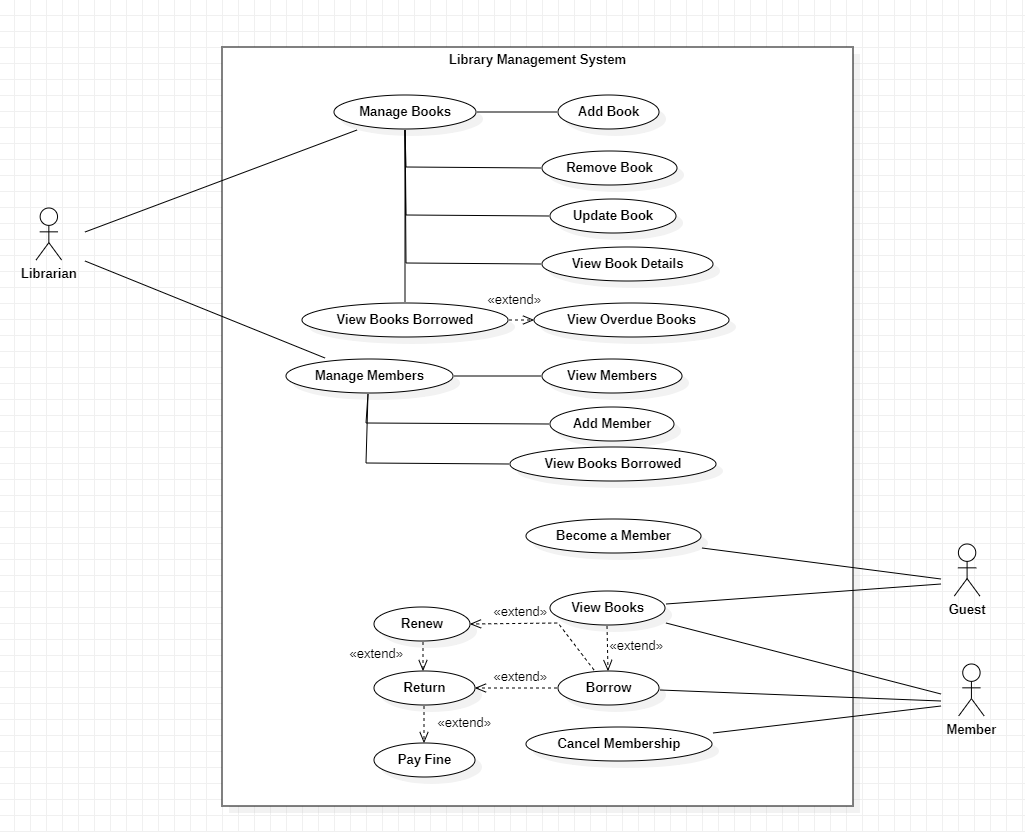 Library Management System
Manage Books
Add Book
Remove Book
Update Book
Librarian
View Book Details
«extend»
View Books Borrowed
View Overdue Books
Manage Members
View Members
Add Member
View Books Borrowed
Become a Member
Guest
View Books
«extend»
Renew
«extend»
«extend»
«extend»
Return
Borrow
«extend»
Member
Cancel Membership
Pay Fine